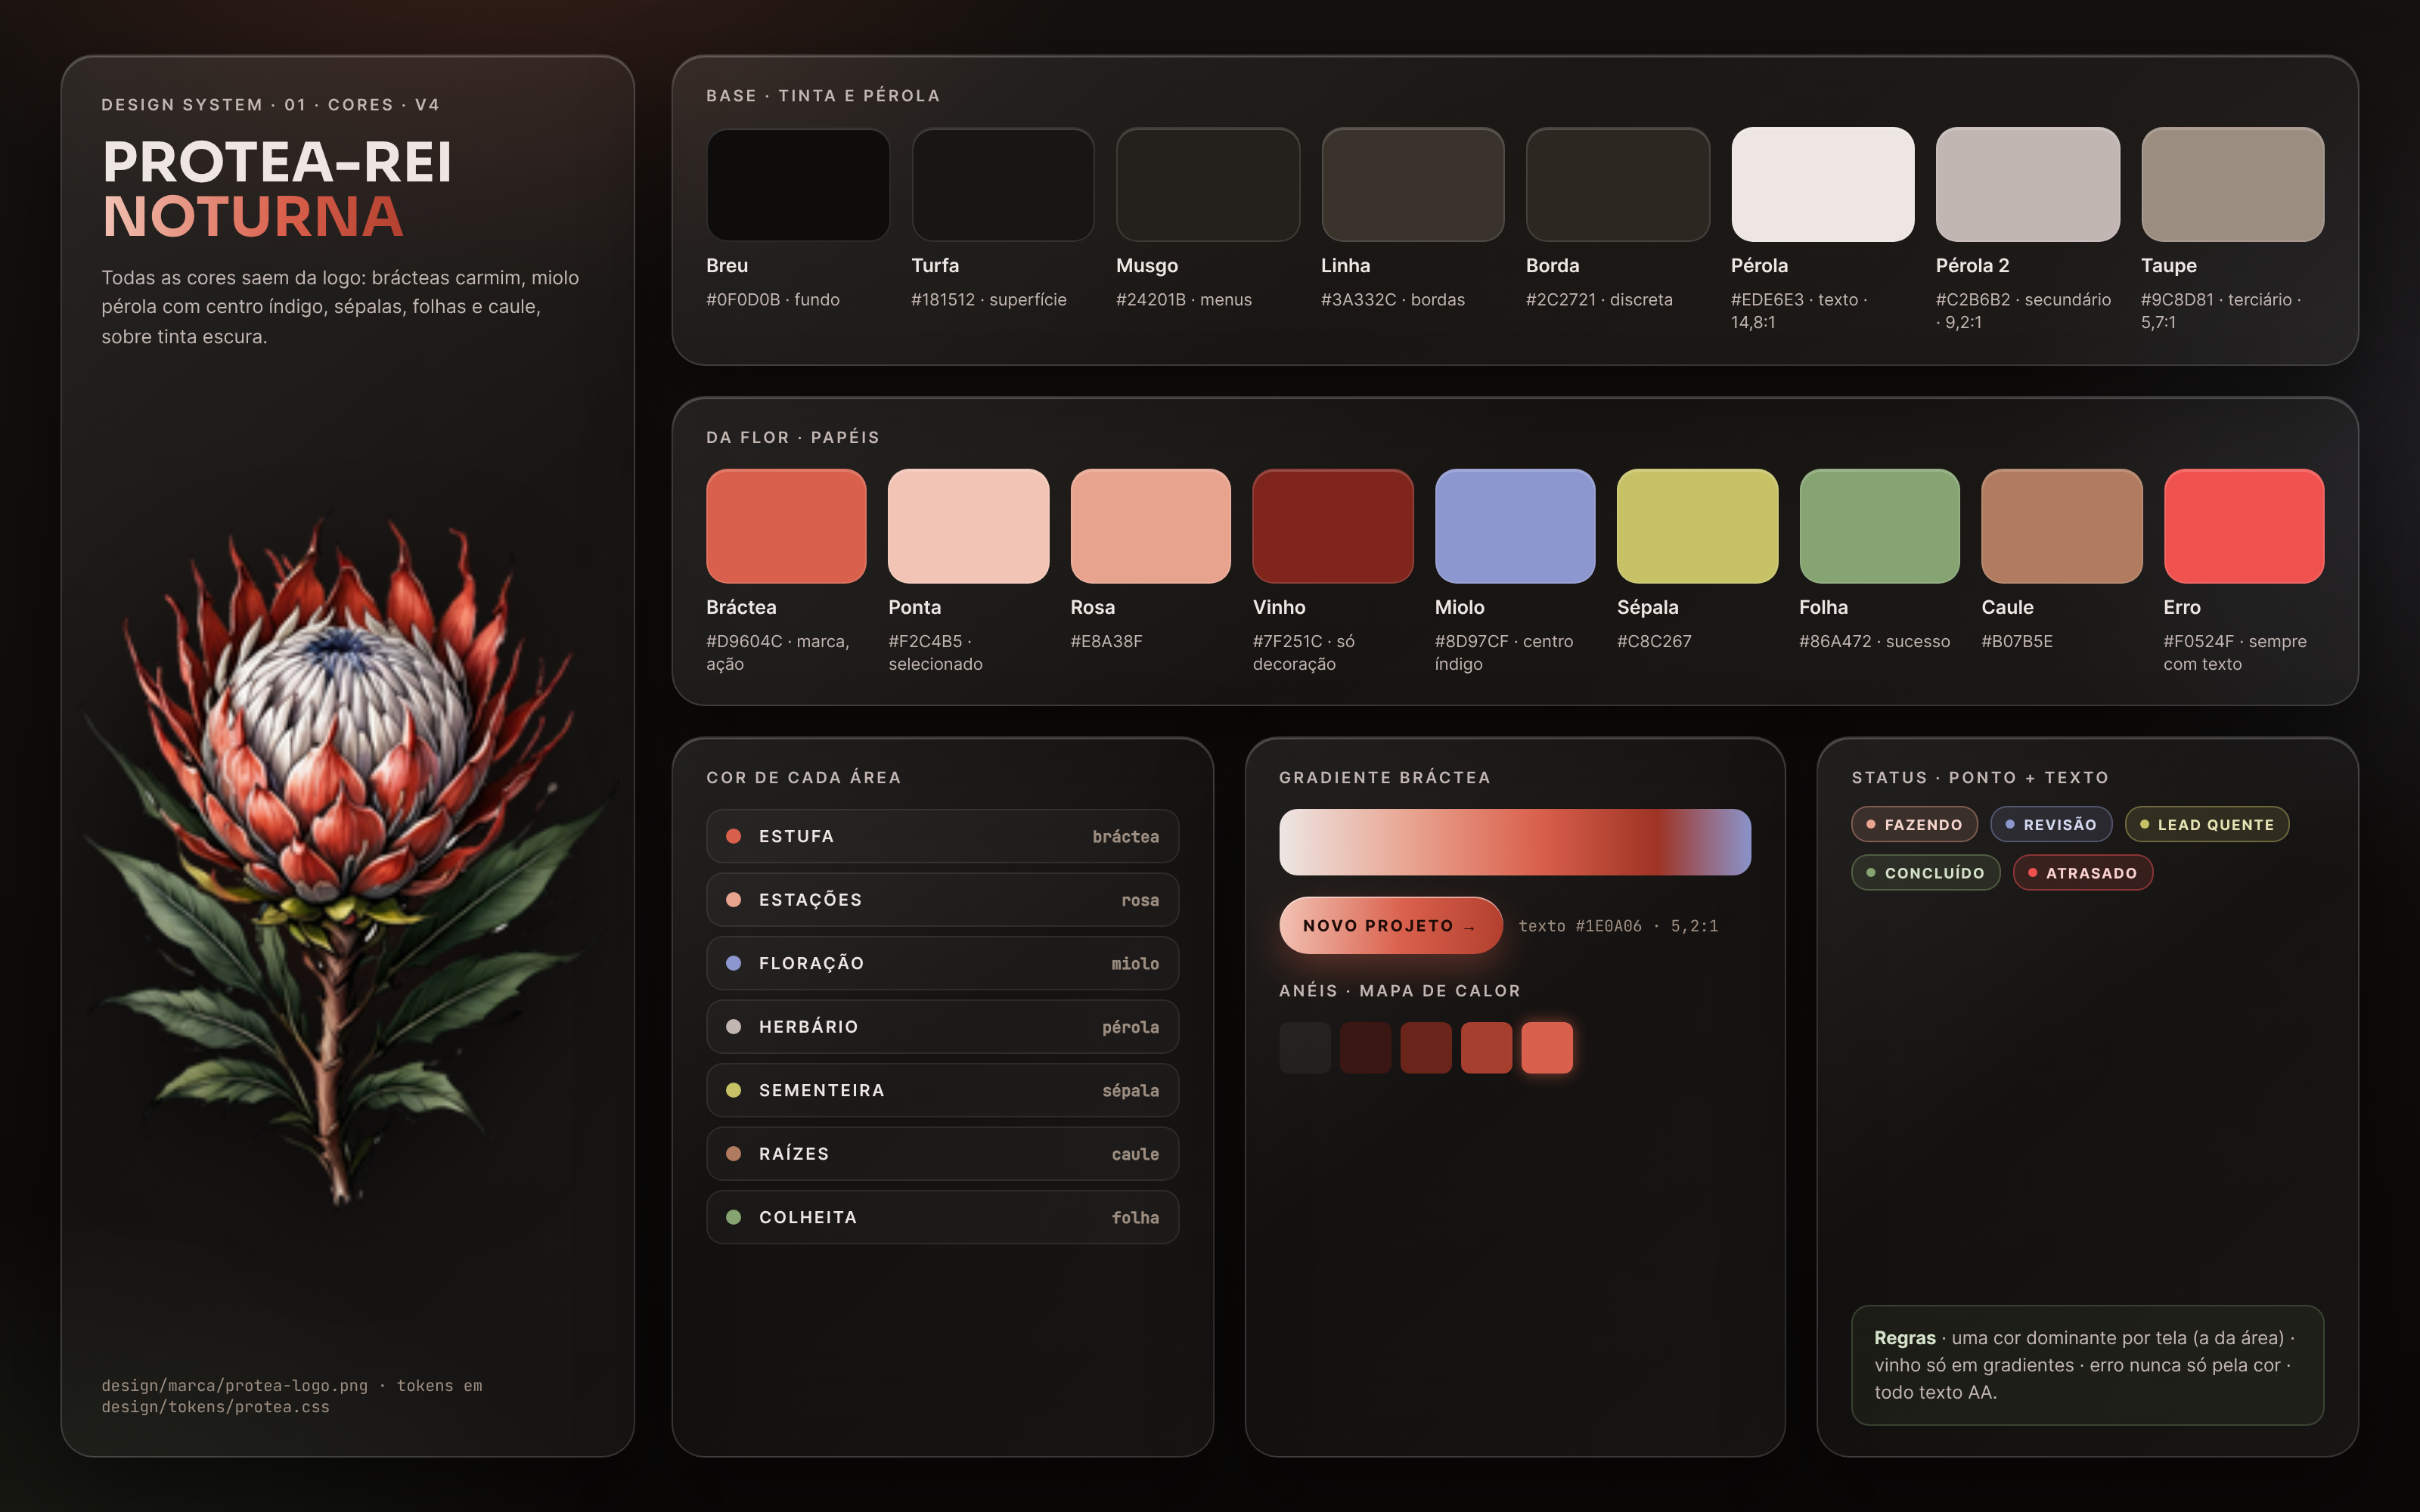 DESIGN SYSTEM · 01 · CORES · V4
PROTEA-REI
NOTURNA
Todas as cores saem da logo: brácteas carmim, miolo
pérola com centro índigo, sépalas, folhas e caule,
sobre tinta escura.
design/marca/protea-logo.png · tokens em
design/tokens/protea.css
BASE · TINTA E PÉROLA
Breu
#0F0D0B · fundo
Turfa
#181512 · superfície
Musgo
#24201B · menus
Linha
#3A332C · bordas
Borda
#2C2721 · discreta
Pérola
#EDE6E3 · texto ·
14,8:1
Pérola 2
#C2B6B2 · secundário
· 9,2:1
Taupe
#9C8D81 · terciário ·
5,7:1
DA FLOR · PAPÉIS
Bráctea
#D9604C · marca,
ação
Ponta
#F2C4B5 ·
selecionado
Rosa
#E8A38F
Vinho
#7F251C · só
decoração
Miolo
#8D97CF · centro
índigo
Sépala
#C8C267
Folha
#86A472 · sucesso
Caule
#B07B5E
Erro
#F0524F · sempre
com texto
COR DE CADA ÁREA
ESTUFA bráctea
ESTAÇÕES rosa
FLORAÇÃO miolo
HERBÁRIO pérola
SEMENTEIRA sépala
RAÍZES caule
COLHEITA folha
GRADIENTE BRÁCTEA
NOVO PROJETO → texto #1E0A06 · 5,2:1
ANÉIS · MAPA DE CALOR
STATUS · PONTO + TEXTO
FAZENDO REVISÃO LEAD QUENTE
CONCLUÍDO ATRASADO
Regras · uma cor dominante por tela (a da área) ·
vinho só em gradientes · erro nunca só pela cor ·
todo texto AA.